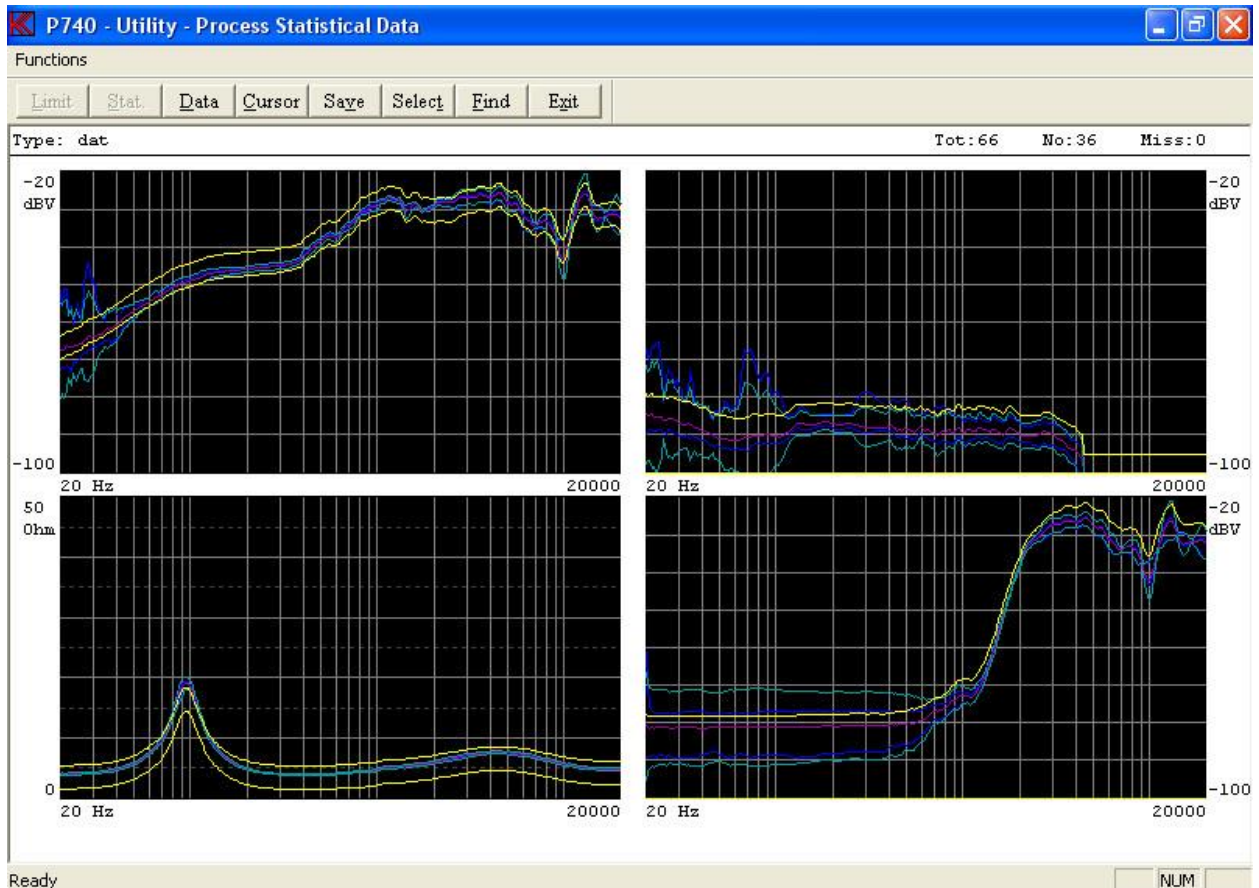 P740 - Utility - Process Statistical Data
Functions
Limit Stat. Data Cursor Save Select Find Exit
Type: dat Tot:66 No:36 Miss:0
-20 -20
dBV dBV
-100 -100
20 Hz 20000 20 Hz 20000
50 -20
Ohm dBV
0 -100
20 Hz 20000 20 Hz 20000
Ready NUM